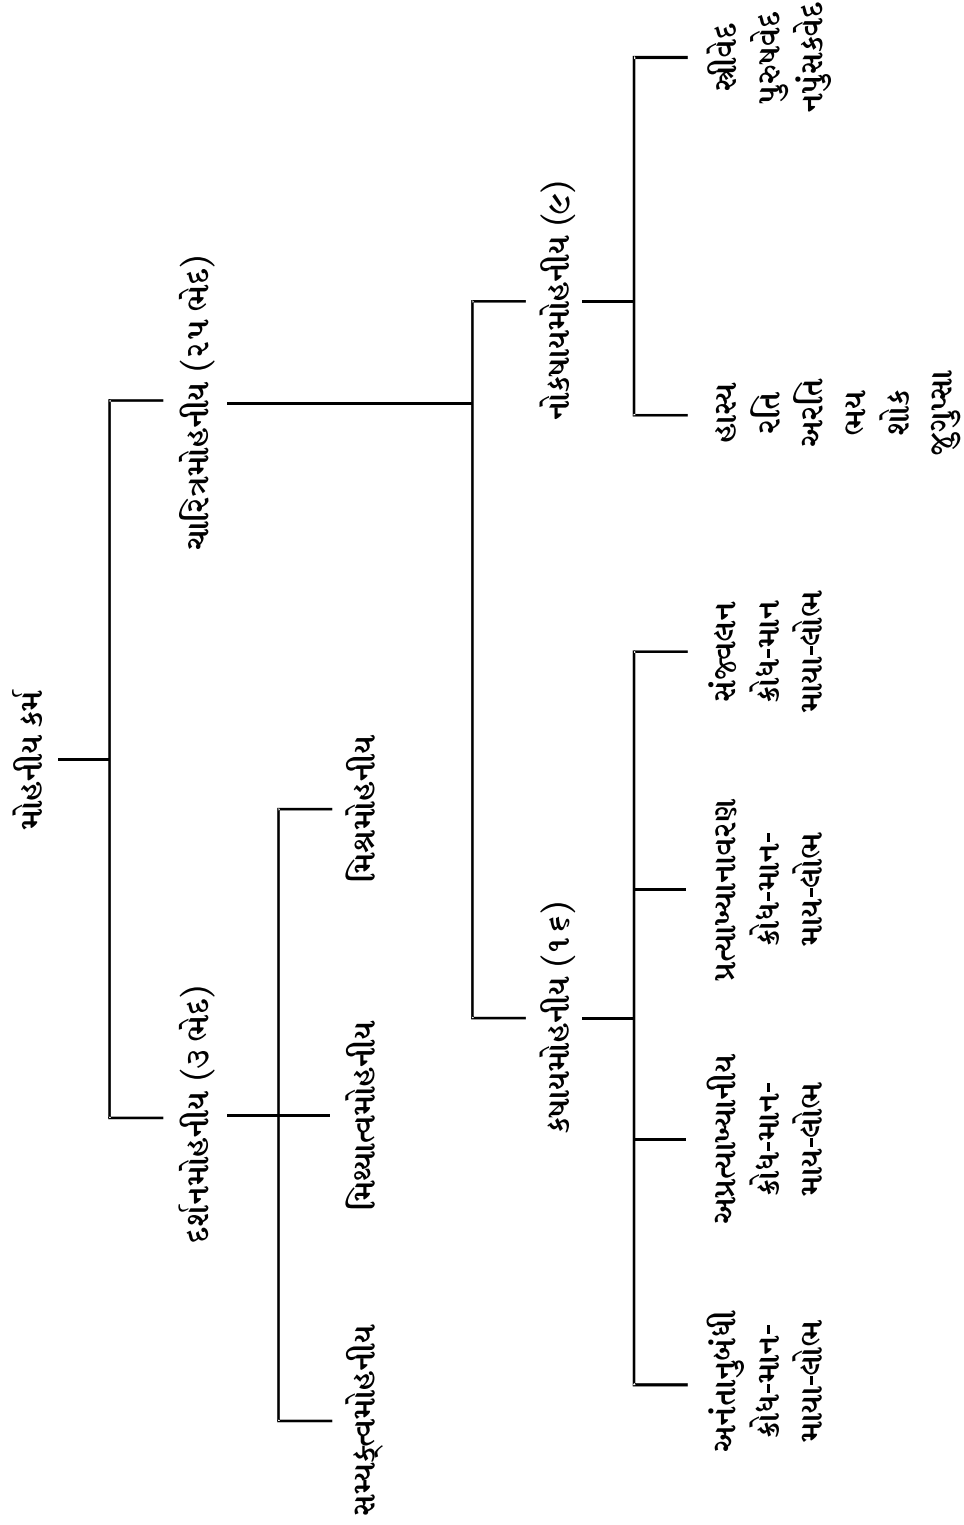 મોહનીય કર્મ
દર્શનમોહનીય (૩ ભેદ)
ચારિત્રમોહનીય (૨૫ ભેદ)
સમ્યક્ત્વમોહનીય
મિથ્યાત્વમોહનીય
મિશ્રમોહનીય
કષાયમોહનીય (૧૬)
નોકષાયમોહનીય (૯)
અનંતાનુબંધી
ક્રોધ-માન-
માયા-લોભ
અપ્રત્યાખ્યાનીય
ક્રોધ-માન-
માય-લોભ
પ્રત્યાખ્યાનાવરણ
ક્રોધ-માન-
માય-લોભ
સંજ્વલન
ક્રોધ-માન
માયા-લોભ
હાસ્ય
રતિ
અરતિ
ભય
શોક
જુગુપ્સા
સ્ત્રીવેદ
પુરુષવેદ
નપુંસકવેદ